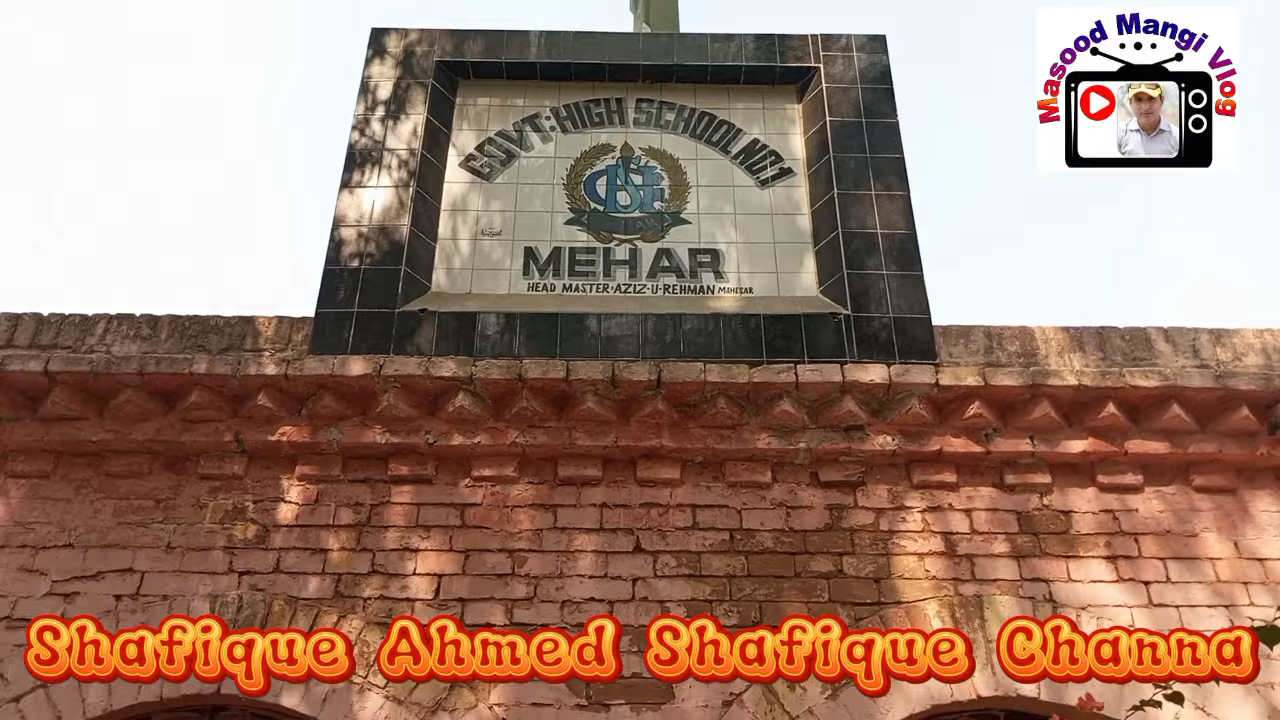 Masood Mangi Vlog
GOVT: HIGH SCHOOL NO.1
MEHAR
HEAD MASTER·AZIZ·U·REHMAN MAHESAR
Shafique Ahmed Shafique Channa